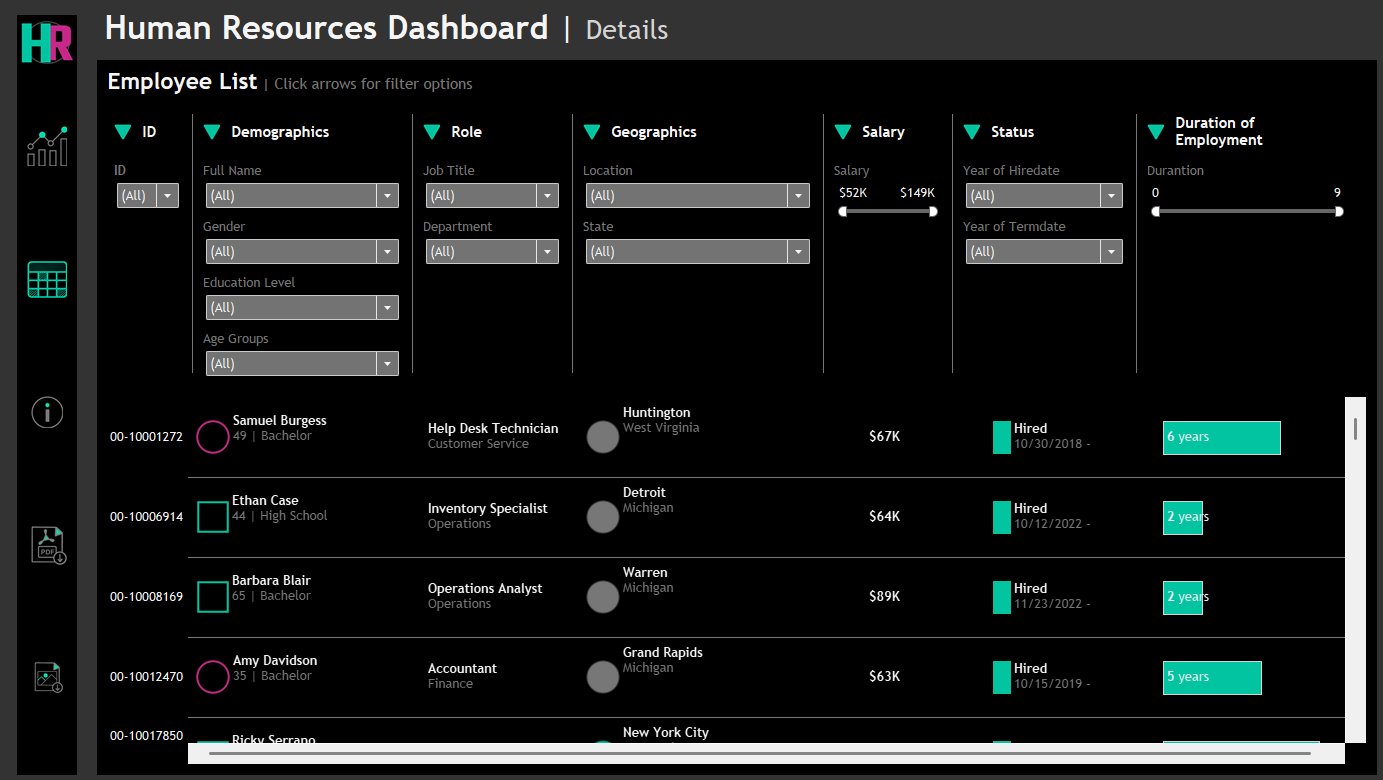 HR
Human Resources Dashboard | Details
Employee List | Click arrows for filter options
ID
Demographics
Role
Geographics
Salary
Status
Duration of
Employment
ID
(All)
Full Name
(All)
Gender
(All)
Education Level
(All)
Age Groups
(All)
Job Title
(All)
Department
(All)
Location
(All)
State
(All)
Salary
$52K $149K
Year of Hiredate
(All)
Year of Termdate
(All)
Durantion
0 9
00-10001272
Samuel Burgess
49 | Bachelor
Help Desk Technician
Customer Service
Huntington
West Virginia
$67K
Hired
10/30/2018 -
6 years
00-10006914
Ethan Case
44 | High School
Inventory Specialist
Operations
Detroit
Michigan
$64K
Hired
10/12/2022 -
2 years
00-10008169
Barbara Blair
65 | Bachelor
Operations Analyst
Operations
Warren
Michigan
$89K
Hired
11/23/2022 -
2 years
00-10012470
Amy Davidson
35 | Bachelor
Accountant
Finance
Grand Rapids
Michigan
$63K
Hired
10/15/2019 -
5 years
00-10017850
Ricky Serrano
New York City
i
PDF